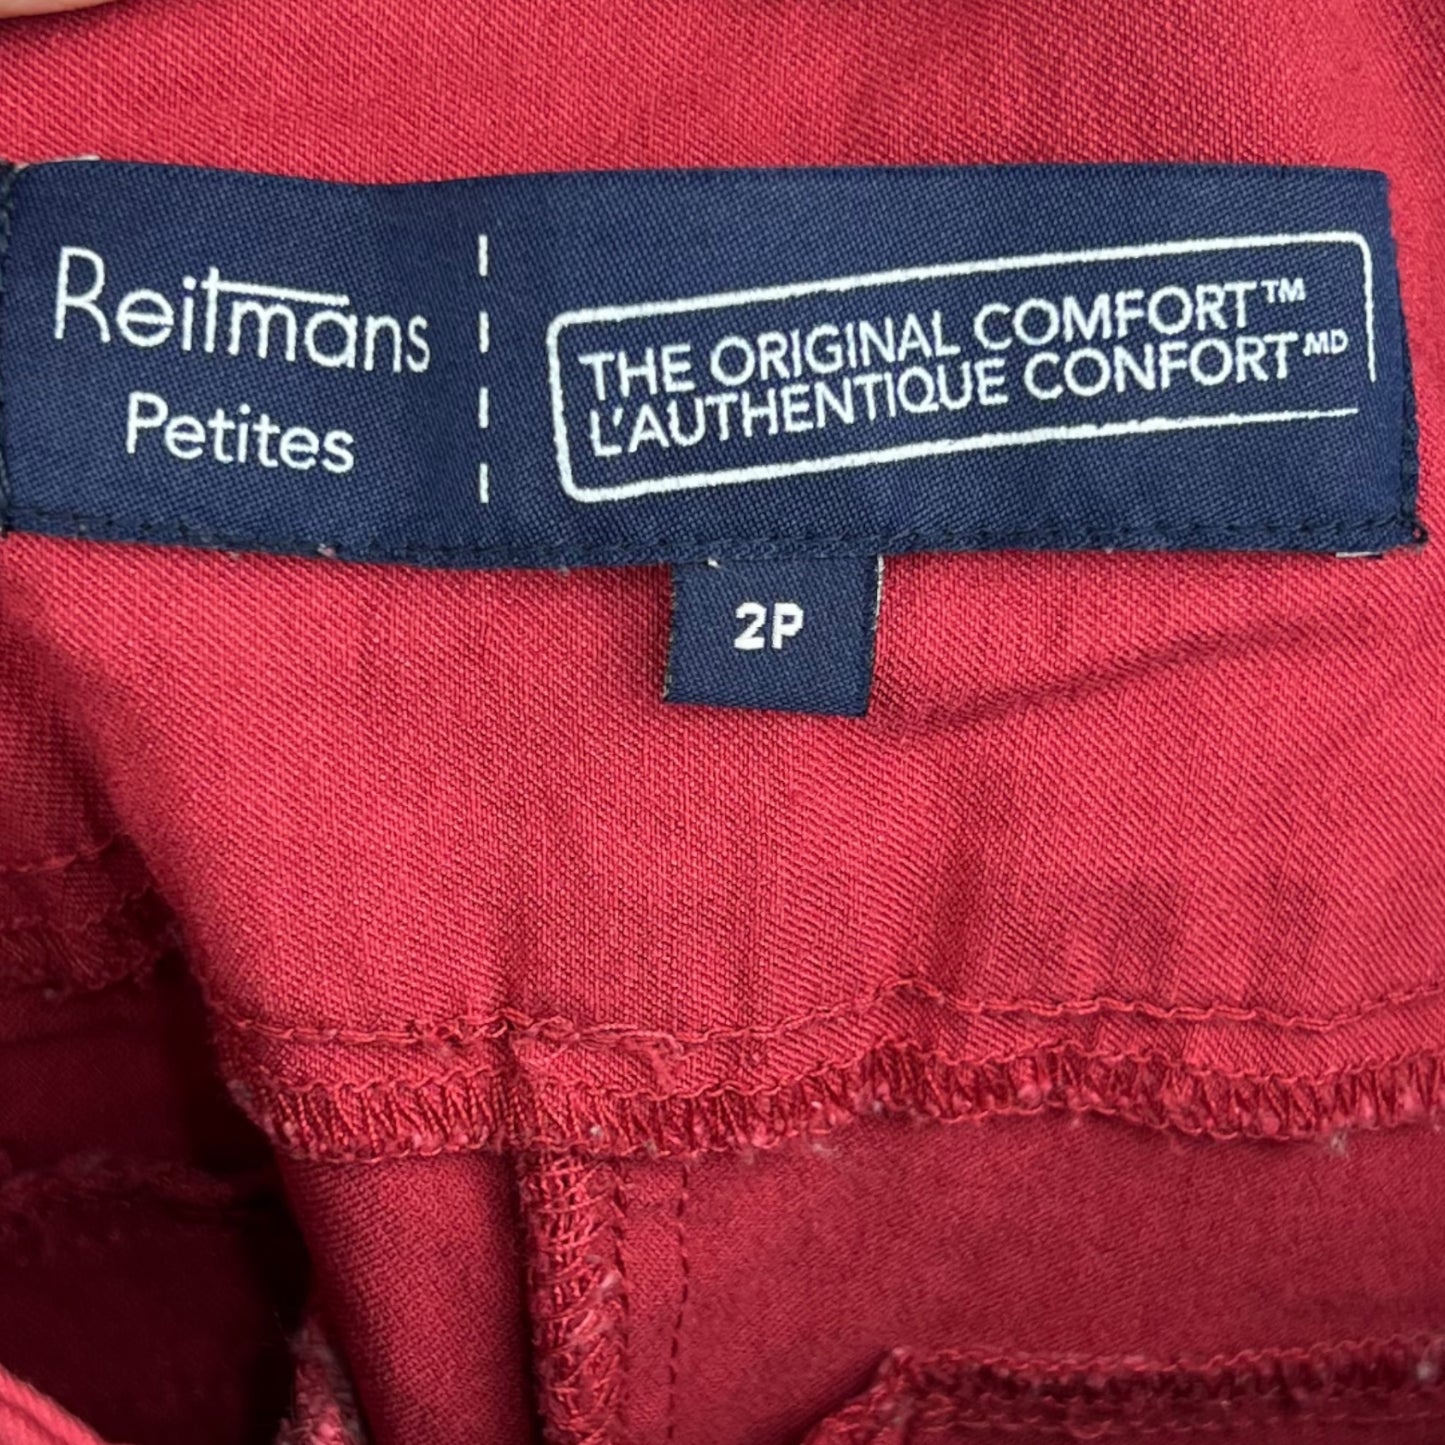 Reitmans
Petites
THE ORIGINAL COMFORT™
L'AUTHENTIQUE CONFORT MD
2P